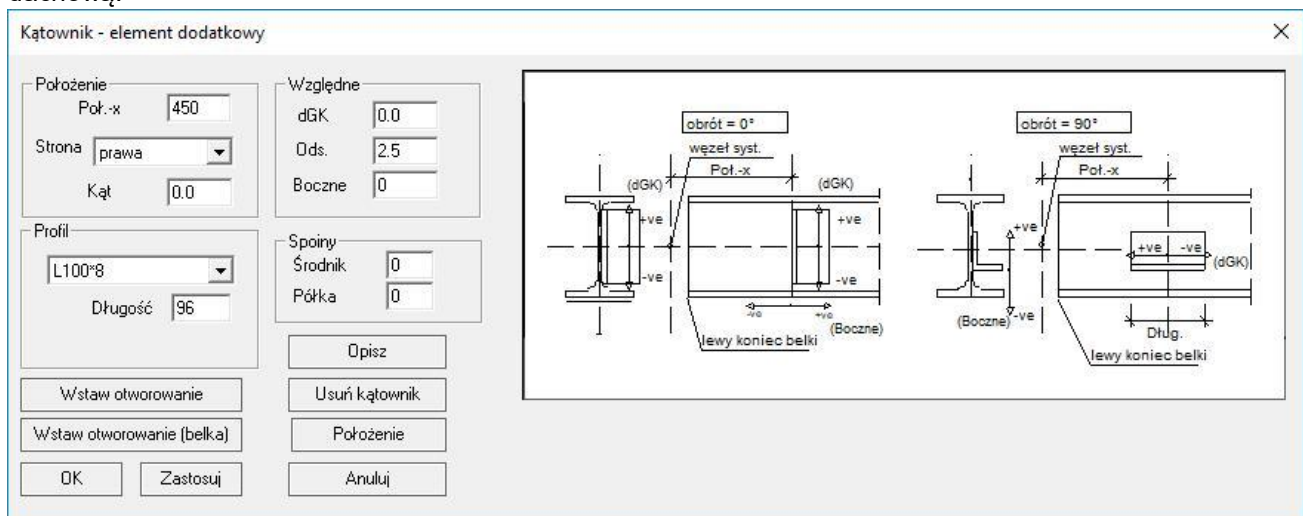 Kątownik - element dodatkowy
Położenie
Poł.-x 450
Strona prawa
Kąt 0.0
Profil
L100*8
Długość 96
Względne
dGK 0.0
Ods. 2.5
Boczne 0
Spoiny
Środnik 0
Półka 0
Opisz
Wstaw otworowanie
Usuń kątownik
Wstaw otworowanie (belka)
Położenie
OK
Zastosuj
Anuluj
obrót = 0°
węzeł syst.
Poł.-x
(dGK)
(dGK)
+ve
+ve
-ve
-ve
-ve
+ve
(Boczne)
lewy koniec belki
obrót = 90°
węzeł syst.
Poł.-x
+ve
+ve -ve
(dGK)
(Boczne)
-ve
Dług.
lewy koniec belki